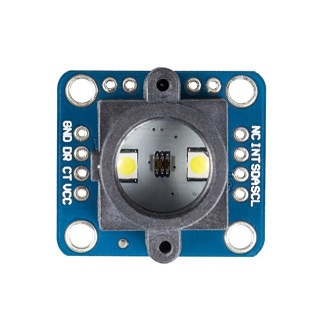 GND DR CT VCC
NC INT SDA SCL